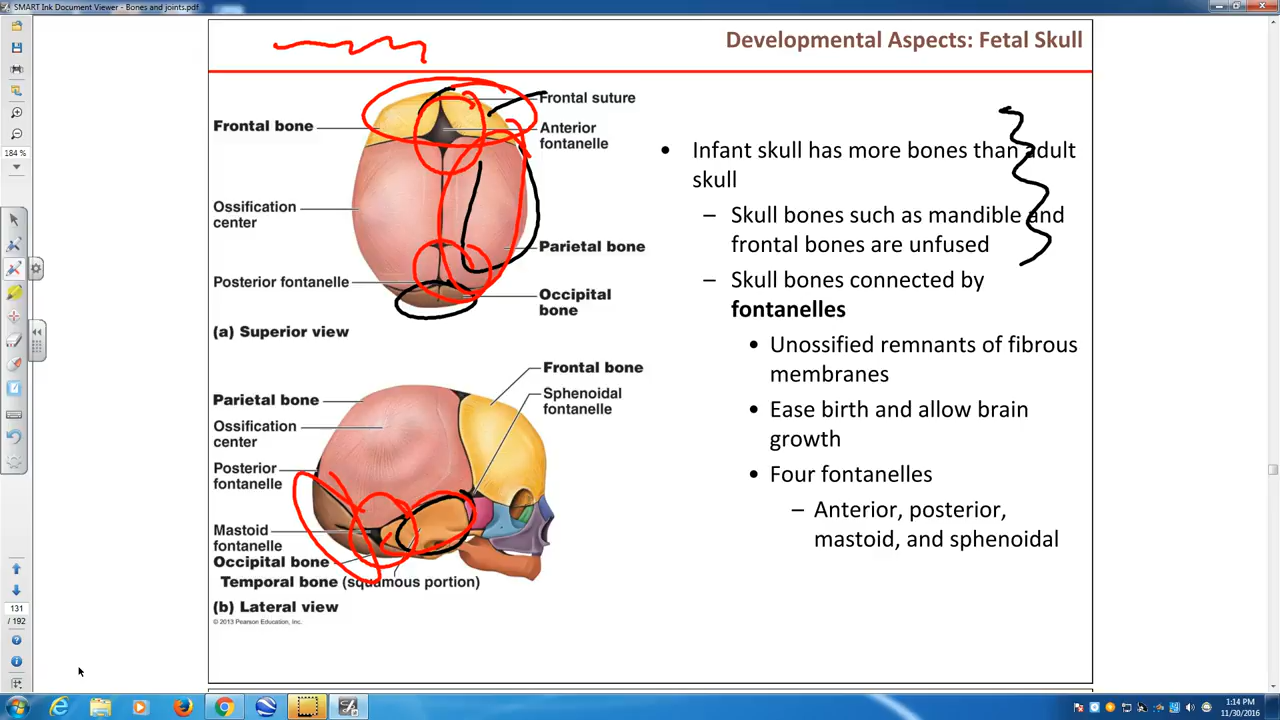 SMART Ink Document Viewer - Bones and joints.pdf
Developmental Aspects: Fetal Skull
Frontal suture
Frontal bone
Anterior
fontanelle
Ossification
center
Parietal bone
Posterior fontanelle
Occipital
bone
(a) Superior view
Frontal bone
Sphenoidal
fontanelle
Parietal bone
Ossification
center
Posterior
fontanelle
Mastoid
fontanelle
Occipital bone
Temporal bone (squamous portion)
(b) Lateral view
© 2013 Pearson Education, Inc.
• Infant skull has more bones than adult
skull
– Skull bones such as mandible and
frontal bones are unfused
– Skull bones connected by
fontanelles
• Unossified remnants of fibrous
membranes
• Ease birth and allow brain
growth
• Four fontanelles
– Anterior, posterior,
mastoid, and sphenoidal
184 %
131
/ 192
1:14 PM
11/30/2016